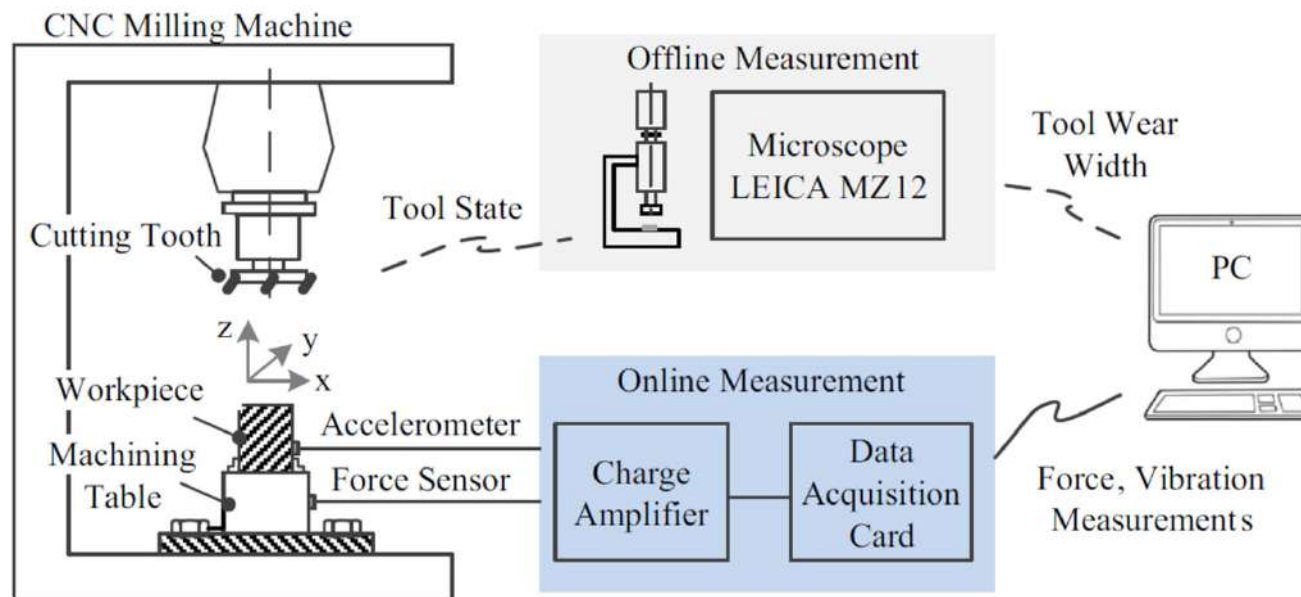 CNC Milling Machine
Cutting Tooth
Tool State
Offline Measurement
Microscope
LEICA MZ12
Tool Wear
Width
PC
z
y
x
Workpiece
Machining
Table
Accelerometer
Force Sensor
Online Measurement
Charge
Amplifier
Data
Acquisition
Card
Force, Vibration
Measurements